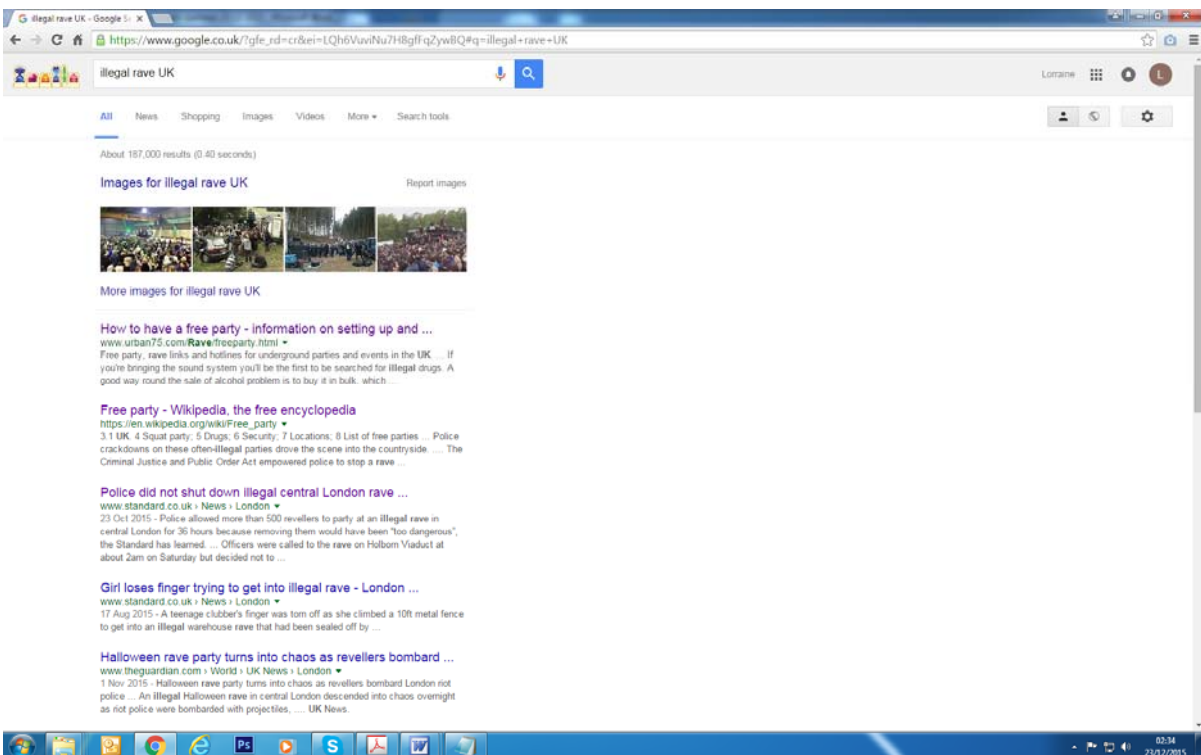 G illegal rave UK - Google Se
https://www.google.co.uk/?gfe_rd=cr&ei=LQh6VuviNu7H8gfFqZywBQ#q=illegal+rave+UK
illegal rave UK
Lorraine
L
All News Shopping Images Videos More Search tools
About 187,000 results (0.40 seconds)
Images for illegal rave UK Report images
More images for illegal rave UK
How to have a free party - information on setting up and ...
www.urban75.com/Rave/freeparty.html
Free party, rave links and hotlines for underground parties and events in the UK. ... If
you're bringing the sound system you'll be the first to be searched for illegal drugs. A
good way round the sale of alcohol problem is to buy it in bulk. which ...
Free party - Wikipedia, the free encyclopedia
https://en.wikipedia.org/wiki/Free_party
3.1 UK. 4 Squat party; 5 Drugs; 6 Security; 7 Locations; 8 List of free parties ... Police
crackdowns on these often-illegal parties drove the scene into the countryside. .... The
Criminal Justice and Public Order Act empowered police to stop a rave ...
Police did not shut down illegal central London rave ...
www.standard.co.uk › News › London
23 Oct 2015 - Police allowed more than 500 revellers to party at an illegal rave in
central London for 36 hours because removing them would have been "too dangerous",
the Standard has learned. ... Officers were called to the rave on Holborn Viaduct at
about 2am on Saturday but decided not to ...
Girl loses finger trying to get into illegal rave - London ...
www.standard.co.uk › News › London
17 Aug 2015 - A teenage clubber's finger was torn off as she climbed a 10ft metal fence
to get into an illegal warehouse rave that had been sealed off by ...
Halloween rave party turns into chaos as revellers bombard ...
www.theguardian.com › World › UK News › London
1 Nov 2015 - Halloween rave party turns into chaos as revellers bombard London riot
police ... An illegal Halloween rave in central London descended into chaos overnight
as riot police were bombarded with projectiles, .... UK News.
Ps
S
W
02:34
23/12/2015